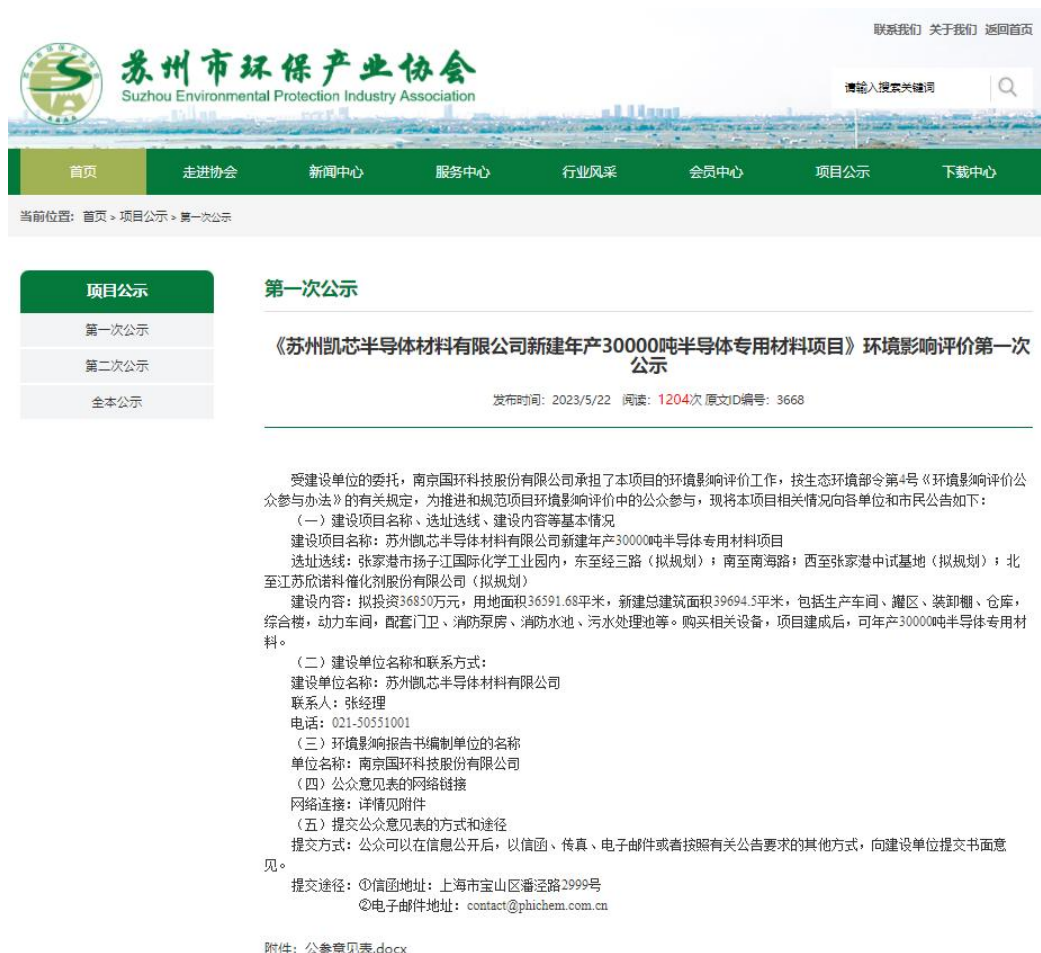 联系我们 关于我们 返回首页
苏州市环保产业协会
Suzhou Environmental Protection Industry Association
请输入搜索关键词
首页 走进协会 新闻中心 服务中心 行业风采 会员中心 项目公示 下载中心
当前位置：首页 » 项目公示 » 第一次公示
项目公示
第一次公示
第二次公示
全本公示
第一次公示
《苏州凯芯半导体材料有限公司新建年产30000吨半导体专用材料项目》环境影响评价第一次
公示
发布时间：2023/5/22 阅读：1204次 原文ID编号：3668
受建设单位的委托，南京国环科技股份有限公司承担了本项目的环境影响评价工作，按生态环境部令第4号《环境影响评价公
众参与办法》的有关规定，为推进和规范项目环境影响评价中的公众参与，现将本项目相关情况向各单位和市民公告如下：
（一）建设项目名称、选址选线、建设内容等基本情况
建设项目名称：苏州凯芯半导体材料有限公司新建年产30000吨半导体专用材料项目
选址选线：张家港市扬子江国际化学工业园内，东至经三路（拟规划）；南至南海路；西至张家港中试基地（拟规划）；北
至江苏欣诺科催化剂股份有限公司（拟规划）
建设内容：拟投资36850万元，用地面积36591.68平米，新建总建筑面积39694.5平米，包括生产车间、罐区、装卸棚、仓库，
综合楼，动力车间，配套门卫、消防泵房、消防水池、污水处理池等。购买相关设备，项目建成后，可年产30000吨半导体专用材
料。
（二）建设单位名称和联系方式：
建设单位名称：苏州凯芯半导体材料有限公司
联系人：张经理
电话：021-50551001
（三）环境影响报告书编制单位的名称
单位名称：南京国环科技股份有限公司
（四）公众意见表的网络链接
网络连接：详情见附件
（五）提交公众意见表的方式和途径
提交方式：公众可以在信息公开后，以信函、传真、电子邮件或者按照有关公告要求的其他方式，向建设单位提交书面意
见。
提交途径：①信函地址：上海市宝山区潘泾路2999号
②电子邮件地址：contact@phichem.com.cn
附件：公参意见表.docx